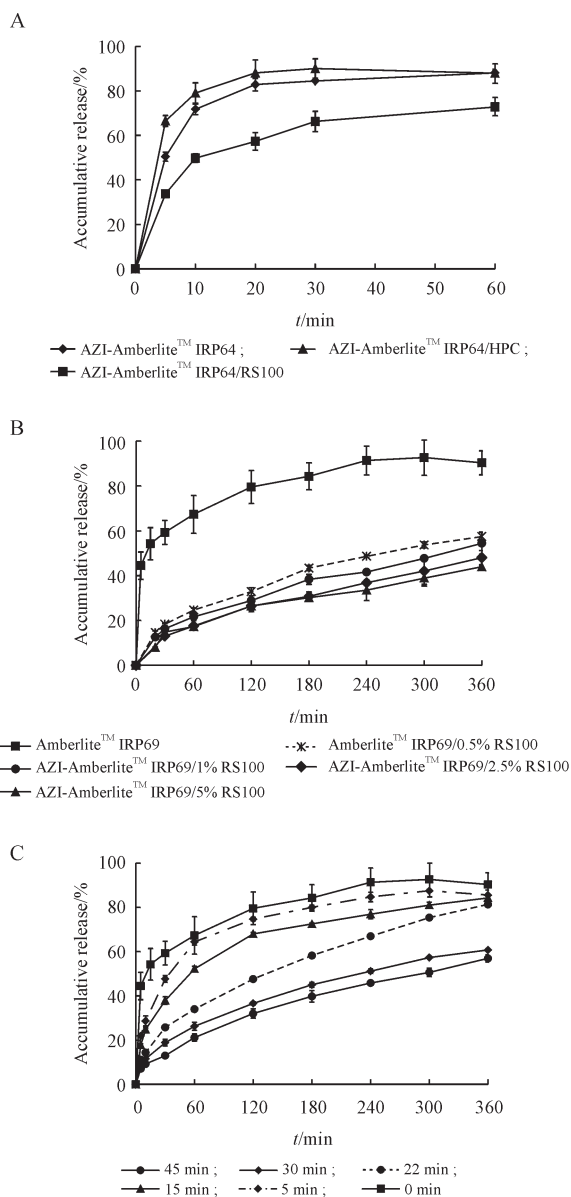 A
Accumulative release/%
100
80
60
40
20
0
0 10 20 30 40 50 60
t/min
AZI-Amberlite™ IRP64 ; AZI-Amberlite™ IRP64/HPC ;
AZI-Amberlite™ IRP64/RS100
B
Accumulative release/%
100
80
60
40
20
0
0 60 120 180 240 300 360
t/min
Amberlite™ IRP69 Amberlite™ IRP69/0.5% RS100
AZI-Amberlite™ IRP69/1% RS100 AZI-Amberlite™ IRP69/2.5% RS100
AZI-Amberlite™ IRP69/5% RS100
C
Accumulative release/%
100
80
60
40
20
0
0 60 120 180 240 300 360
t/min
45 min ; 30 min ; 22 min ;
15 min ; 5 min ; 0 min